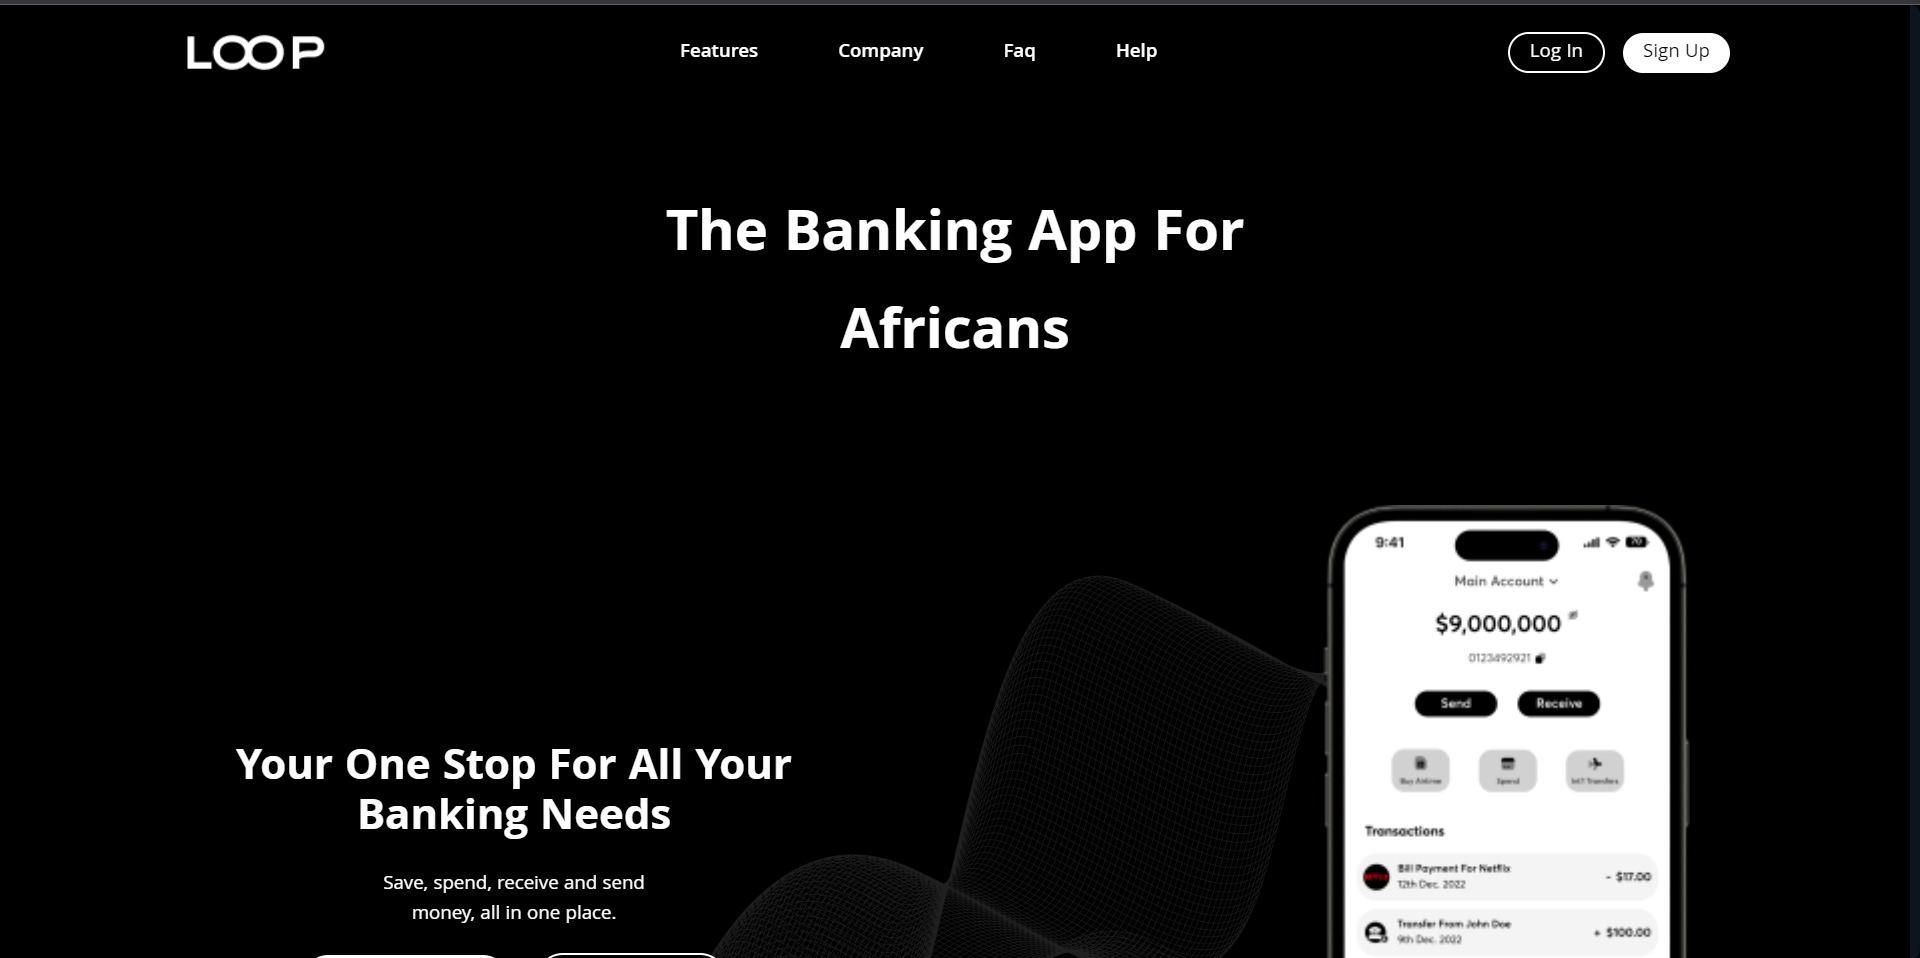 LOOP
Features Company Faq Help
Log In Sign Up
The Banking App For
Africans
9:41
70
Main Account
$9,000,000
0123492921
Send Receive
Buy Airtime Spend Int'l Transfers
Your One Stop For All Your
Banking Needs
Save, spend, receive and send
money, all in one place.
Transactions
Bill Payment For Netflix
12th Dec. 2022
- $17.00
Transfer From John Doe
9th Dec. 2022
+ $100.00